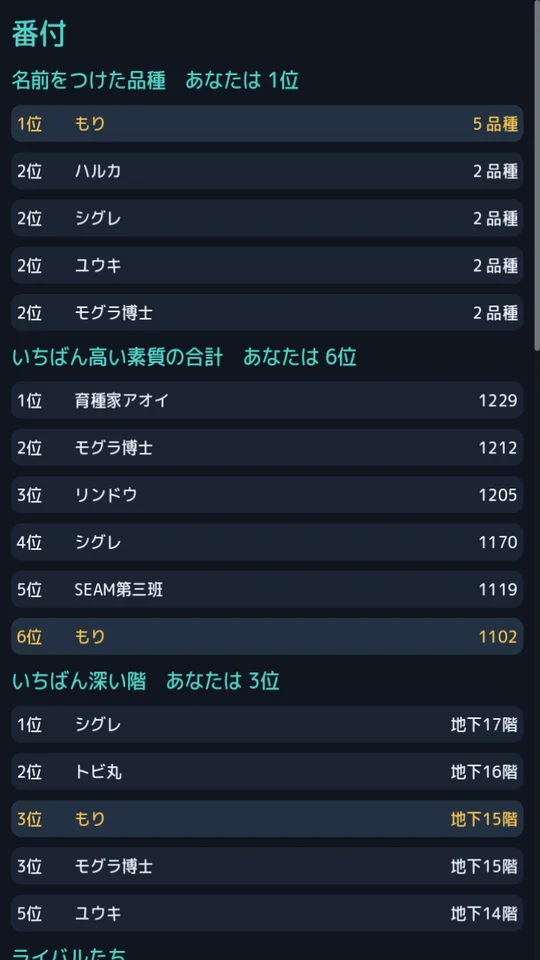 番付
名前をつけた品種　あなたは 1位
1位 もり 5 品種
2位 ハルカ 2 品種
2位 シグレ 2 品種
2位 ユウキ 2 品種
2位 モグラ博士 2 品種
いちばん高い素質の合計　あなたは 6位
1位 育種家アオイ 1229
2位 モグラ博士 1212
3位 リンドウ 1205
4位 シグレ 1170
5位 SEAM第三班 1119
6位 もり 1102
いちばん深い階　あなたは 3位
1位 シグレ 地下17階
2位 トビ丸 地下16階
3位 もり 地下15階
3位 モグラ博士 地下15階
5位 ユウキ 地下14階
ライバルたち